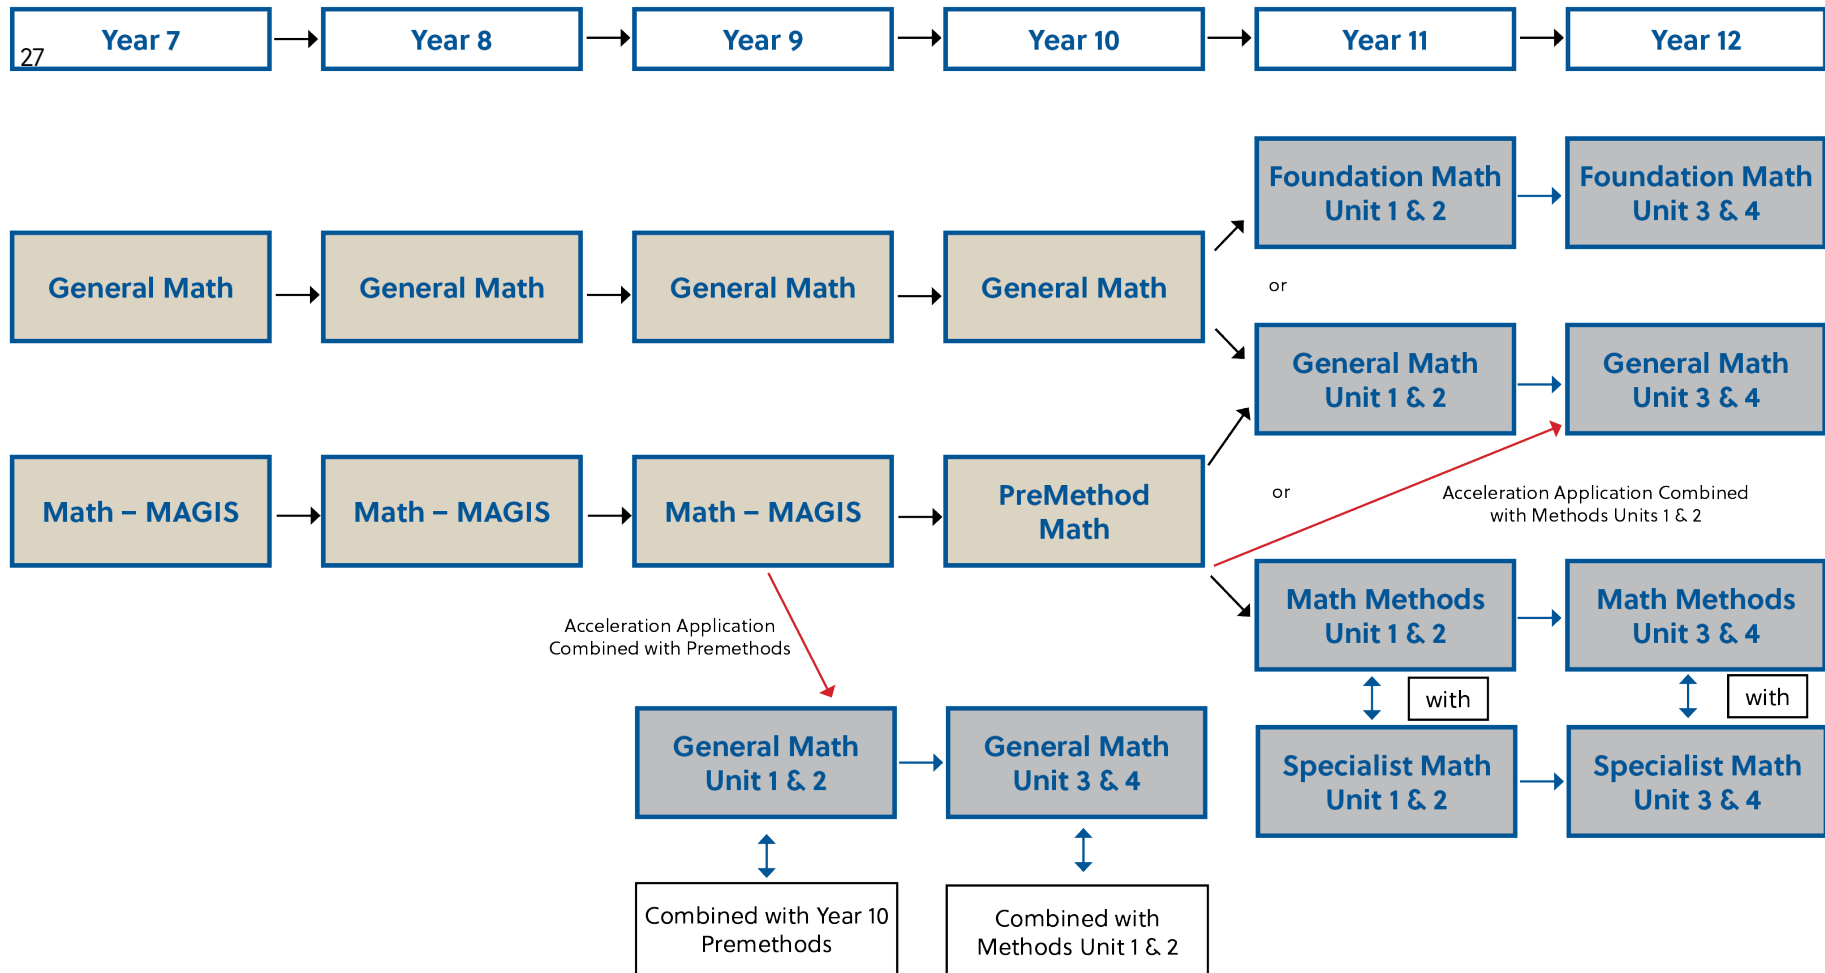 Year 7
Year 8
Year 9
Year 10
Year 11
Year 12
27
Foundation Math
Unit 1 & 2
Foundation Math
Unit 3 & 4
General Math
General Math
General Math
General Math
or
General Math
Unit 1 & 2
General Math
Unit 3 & 4
Math – MAGIS
Math – MAGIS
Math – MAGIS
PreMethod
Math
or
Acceleration Application Combined
with Methods Units 1 & 2
Math Methods
Unit 1 & 2
Math Methods
Unit 3 & 4
Acceleration Application
Combined with Premethods
with
with
General Math
Unit 1 & 2
General Math
Unit 3 & 4
Specialist Math
Unit 1 & 2
Specialist Math
Unit 3 & 4
Combined with Year 10
Premethods
Combined with
Methods Unit 1 & 2